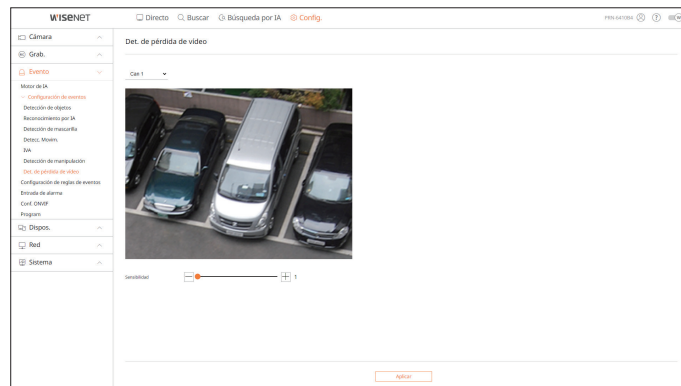 WISENET
Directo Buscar Búsqueda por IA Config.
PRN-6410B4
Cámara
Grab.
Evento
Motor de IA
Configuración de eventos
Detección de objetos
Reconocimiento por IA
Detección de mascarilla
Detecc. Movim.
IVA
Detección de manipulación
Det. de pérdida de vídeo
Configuración de reglas de eventos
Entrada de alarma
Conf. ONVIF
Program
Dispos.
Red
Sistema
Det. de pérdida de vídeo
Can 1
Sensibilidad 1
Aplicar